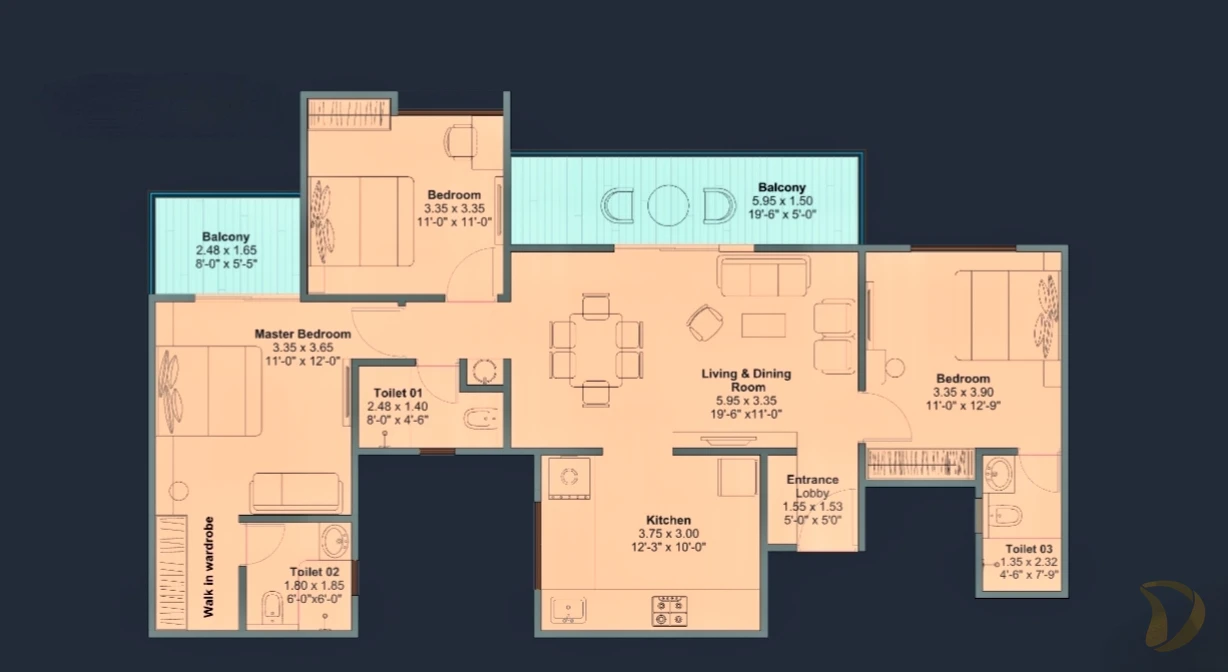 Balcony
5.95 x 1.50
19'-6" x 5'-0"
Bedroom
3.35 x 3.35
11'-0" x 11'-0"
Balcony
2.48 x 1.65
8'-0" x 5'-5"
Master Bedroom
3.35 x 3.65
11'-0" x 12'-0"
Toilet 01
2.48 x 1.40
8'-0" x 4'-6"
Living & Dining
Room
5.95 x 3.35
19'-6" x11'-0"
Bedroom
3.35 x 3.90
11'-0" x 12'-9"
Entrance
Lobby
1.55 x 1.53
5'-0" x 5'0"
Kitchen
3.75 x 3.00
12'-3" x 10'-0"
Walk in wardrobe
Toilet 02
1.80 x 1.85
6'-0"x6'-0"
Toilet 03
1.35 x 2.32
4'-6" x 7'-9"